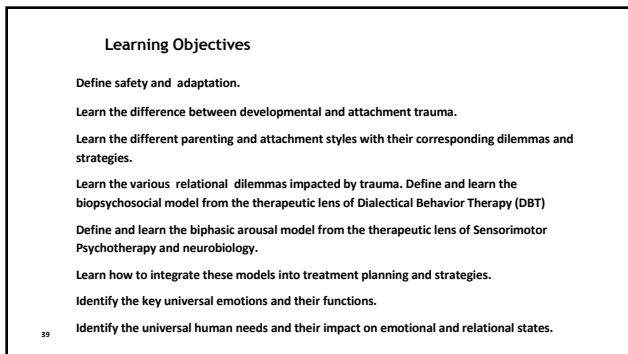 Learning Objectives
Define safety and adaptation.
Learn the difference between developmental and attachment trauma.
Learn the different parenting and attachment styles with their corresponding dilemmas and
strategies.
Learn the various relational dilemmas impacted by trauma. Define and learn the
biopsychosocial model from the therapeutic lens of Dialectical Behavior Therapy (DBT)
Define and learn the biphasic arousal model from the therapeutic lens of Sensorimotor
Psychotherapy and neurobiology.
Learn how to integrate these models into treatment planning and strategies.
Identify the key universal emotions and their functions.
Identify the universal human needs and their impact on emotional and relational states.
39